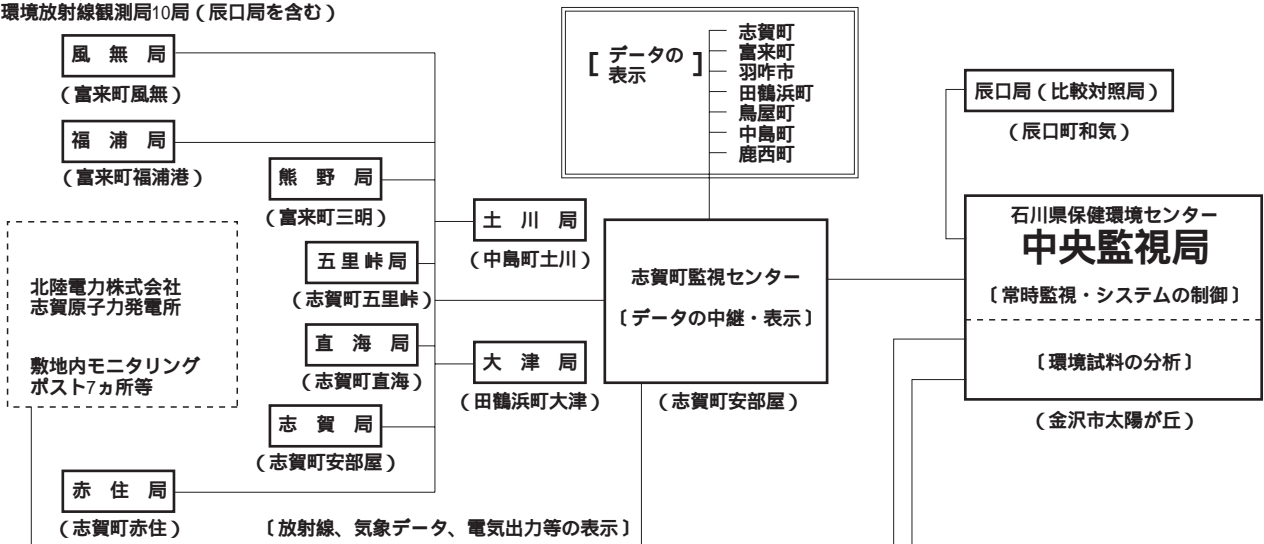 環境放射線観測局10局（辰口局を含む）
風無局
（富来町風無）
福浦局
（富来町福浦港）
熊野局
（富来町三明）
土川局
（中島町土川）
五里峠局
（志賀町五里峠）
直海局
（志賀町直海）
大津局
（田鶴浜町大津）
志賀局
（志賀町安部屋）
赤住局
（志賀町赤住）
北陸電力株式会社
志賀原子力発電所
敷地内モニタリング
ポスト7ヵ所等
〔放射線、気象データ、電気出力等の表示〕
［データの
表示］
志賀町
富来町
羽咋市
田鶴浜町
鳥屋町
中島町
鹿西町
志賀町監視センター
〔データの中継・表示〕
（志賀町安部屋）
辰口局（比較対照局）
（辰口町和気）
石川県保健環境センター
中央監視局
〔常時監視・システムの制御〕
〔環境試料の分析〕
（金沢市太陽が丘）